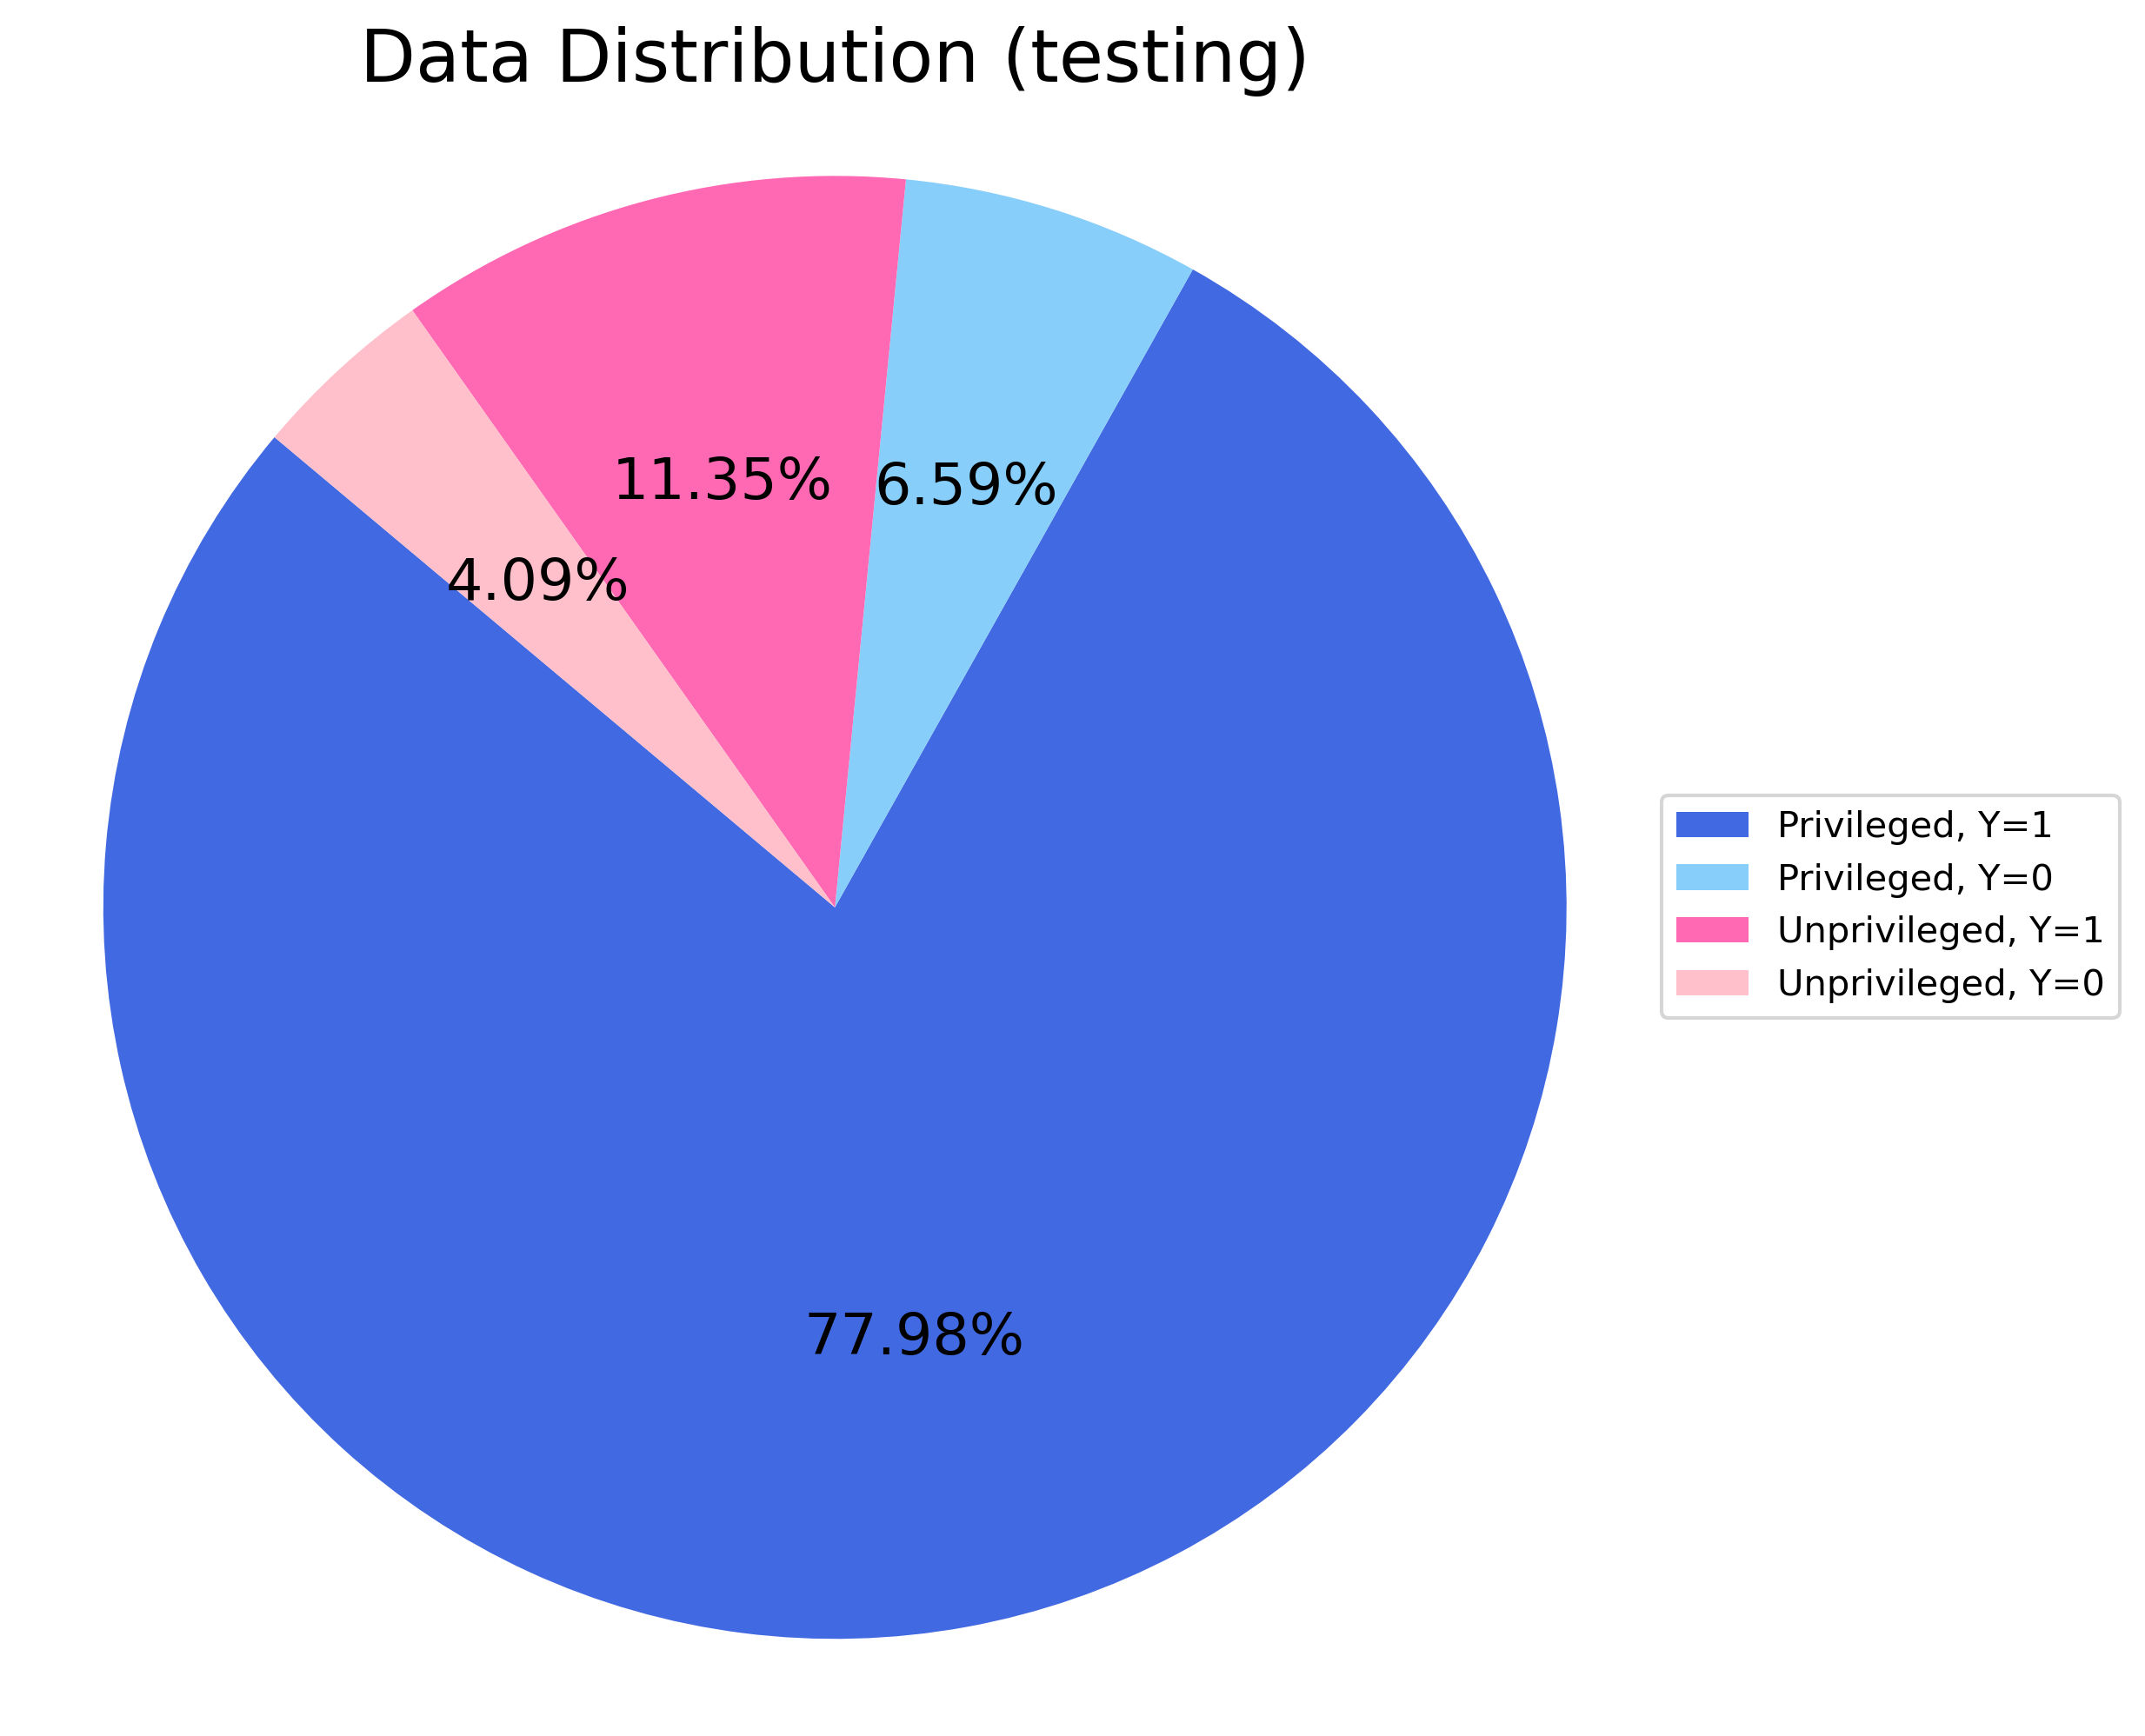 Data Distribution (testing)
11.35%
6.59%
4.09%
77.98%
Privileged, Y=1
Privileged, Y=0
Unprivileged, Y=1
Unprivileged, Y=0